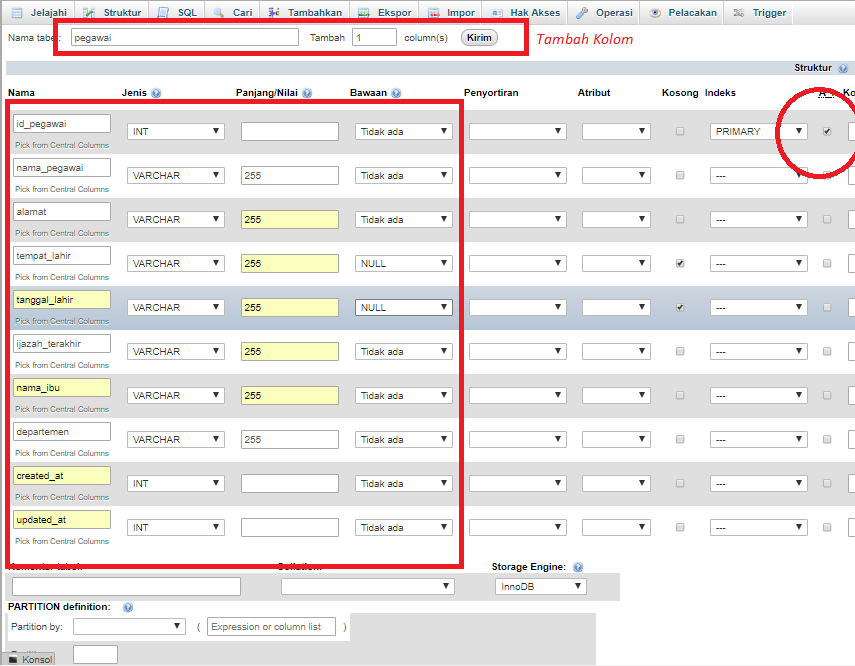 Jelajahi Struktur SQL Cari Tambahkan Ekspor Impor Hak Akses Operasi Pelacakan Trigger
Nama tabel: pegawai Tambah 1 column(s) Kirim Tambah Kolom
Struktur
Nama Jenis Panjang/Nilai Bawaan Penyortiran Atribut Kosong Indeks A_I Ko
id_pegawai INT Tidak ada PRIMARY
Pick from Central Columns
nama_pegawai VARCHAR 255 Tidak ada ---
Pick from Central Columns
alamat VARCHAR 255 Tidak ada ---
Pick from Central Columns
tempat_lahir VARCHAR 255 NULL ---
Pick from Central Columns
tanggal_lahir VARCHAR 255 NULL ---
Pick from Central Columns
ijazah_terakhir VARCHAR 255 Tidak ada ---
Pick from Central Columns
nama_ibu VARCHAR 255 Tidak ada ---
Pick from Central Columns
departemen VARCHAR 255 Tidak ada ---
Pick from Central Columns
created_at INT Tidak ada ---
Pick from Central Columns
updated_at INT Tidak ada ---
Pick from Central Columns
Komentar tabel: Collation: Storage Engine:
InnoDB
PARTITION definition:
Partition by: ( Expression or column list )
Konsol